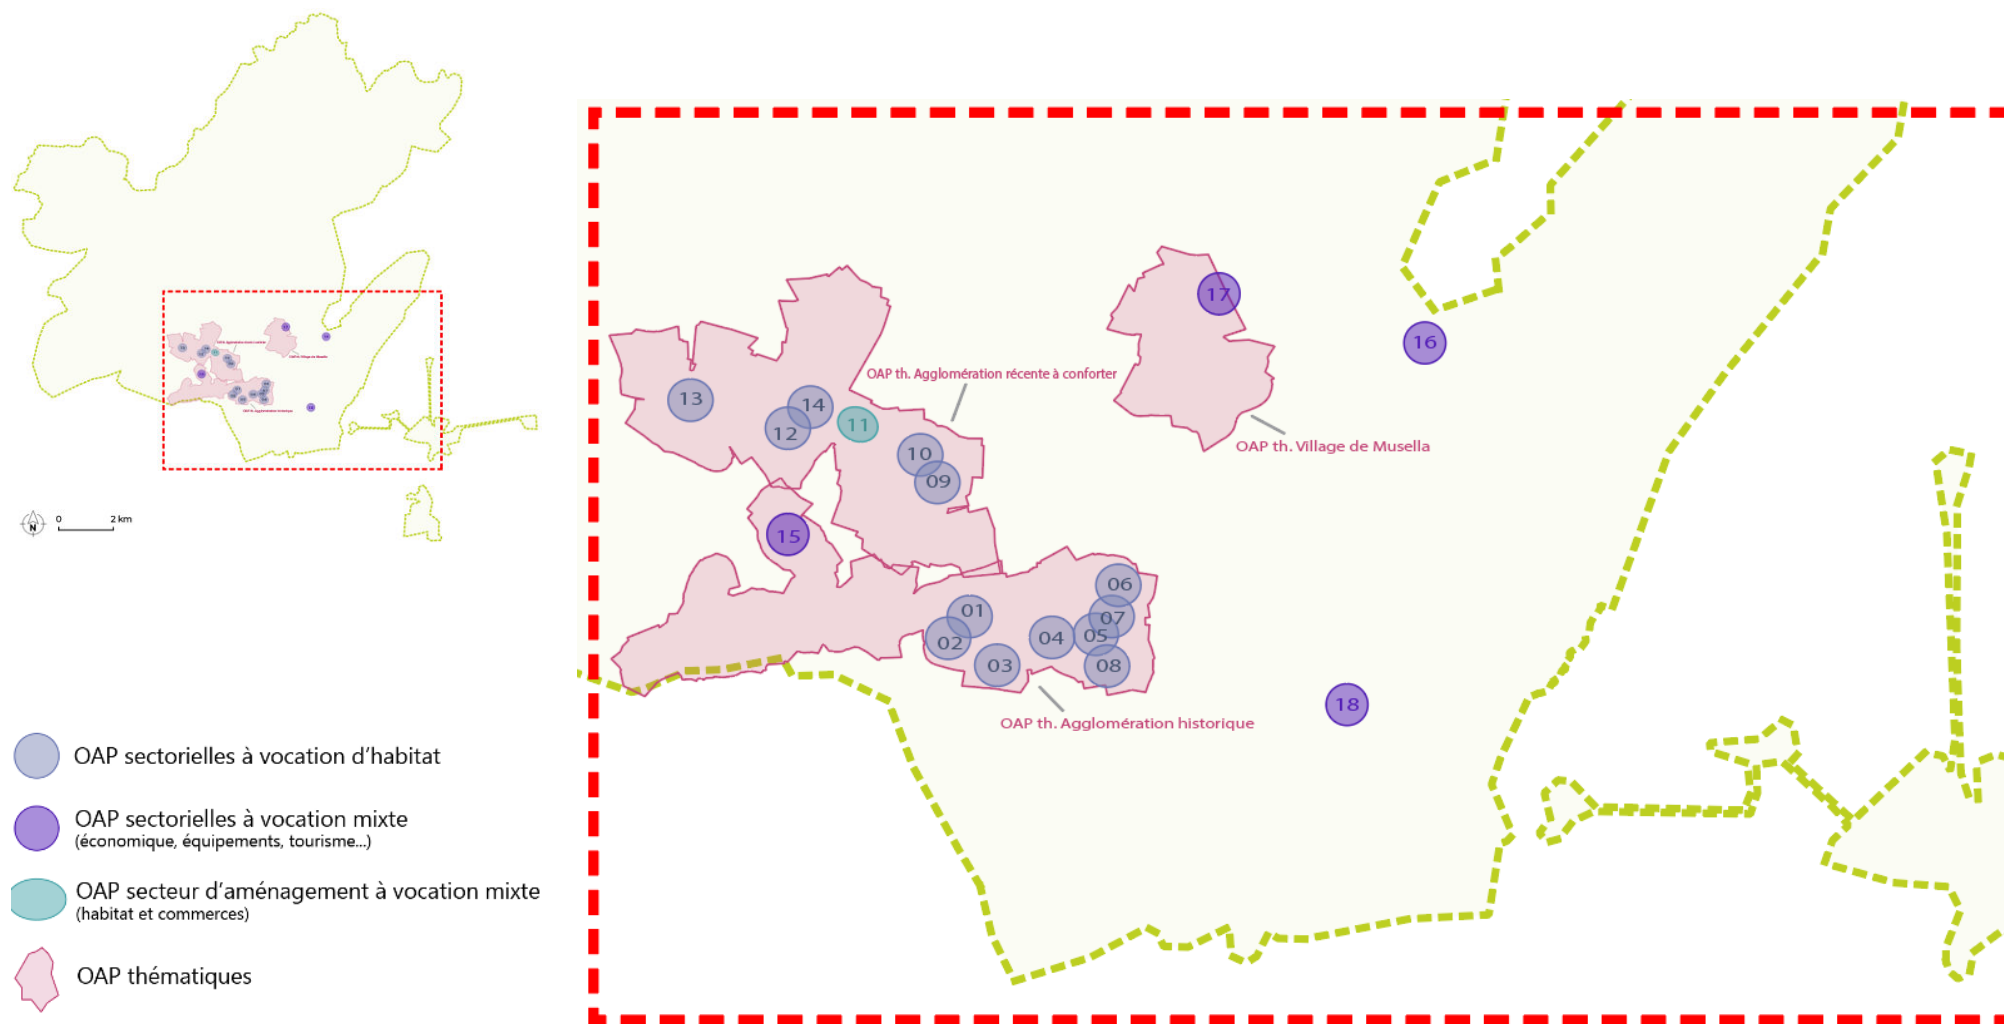 N
0
2 km
17
16
OAP th. Agglomération récente à conforter
13
14
12
11
OAP th. Village de Musella
10
09
15
06
01
07
02
04
05
03
08
18
OAP th. Agglomération historique
OAP sectorielles à vocation d'habitat
OAP sectorielles à vocation mixte
(économique, équipements, tourisme...)
OAP secteur d'aménagement à vocation mixte
(habitat et commerces)
OAP thématiques